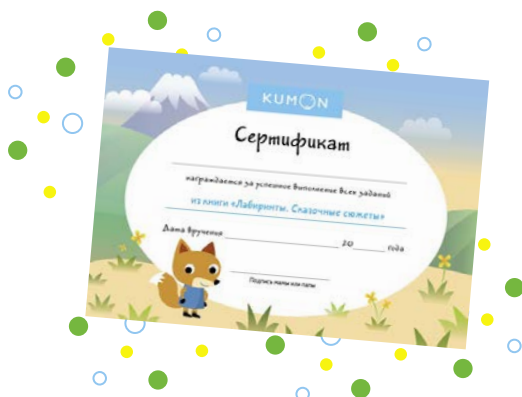 KUMON
Сертификат
награждается за успешное выполнение всех заданий
из книги «Лабиринты. Сказочные сюжеты»
Дата вручения 20 года
Подпись мамы или папы